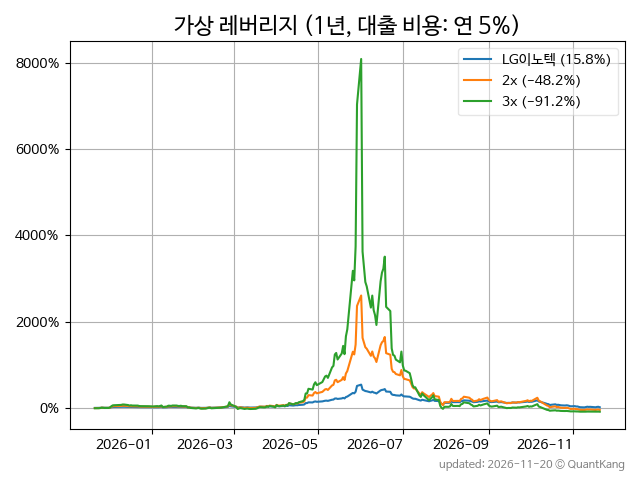 가상 레버리지 (1년, 대출 비용: 연 5%)
8000%
6000%
4000%
2000%
0%
LG이노텍 (15.8%)
2x (-48.2%)
3x (-91.2%)
2026-01 2026-03 2026-05 2026-07 2026-09 2026-11
updated: 2026-11-20 © QuantKang